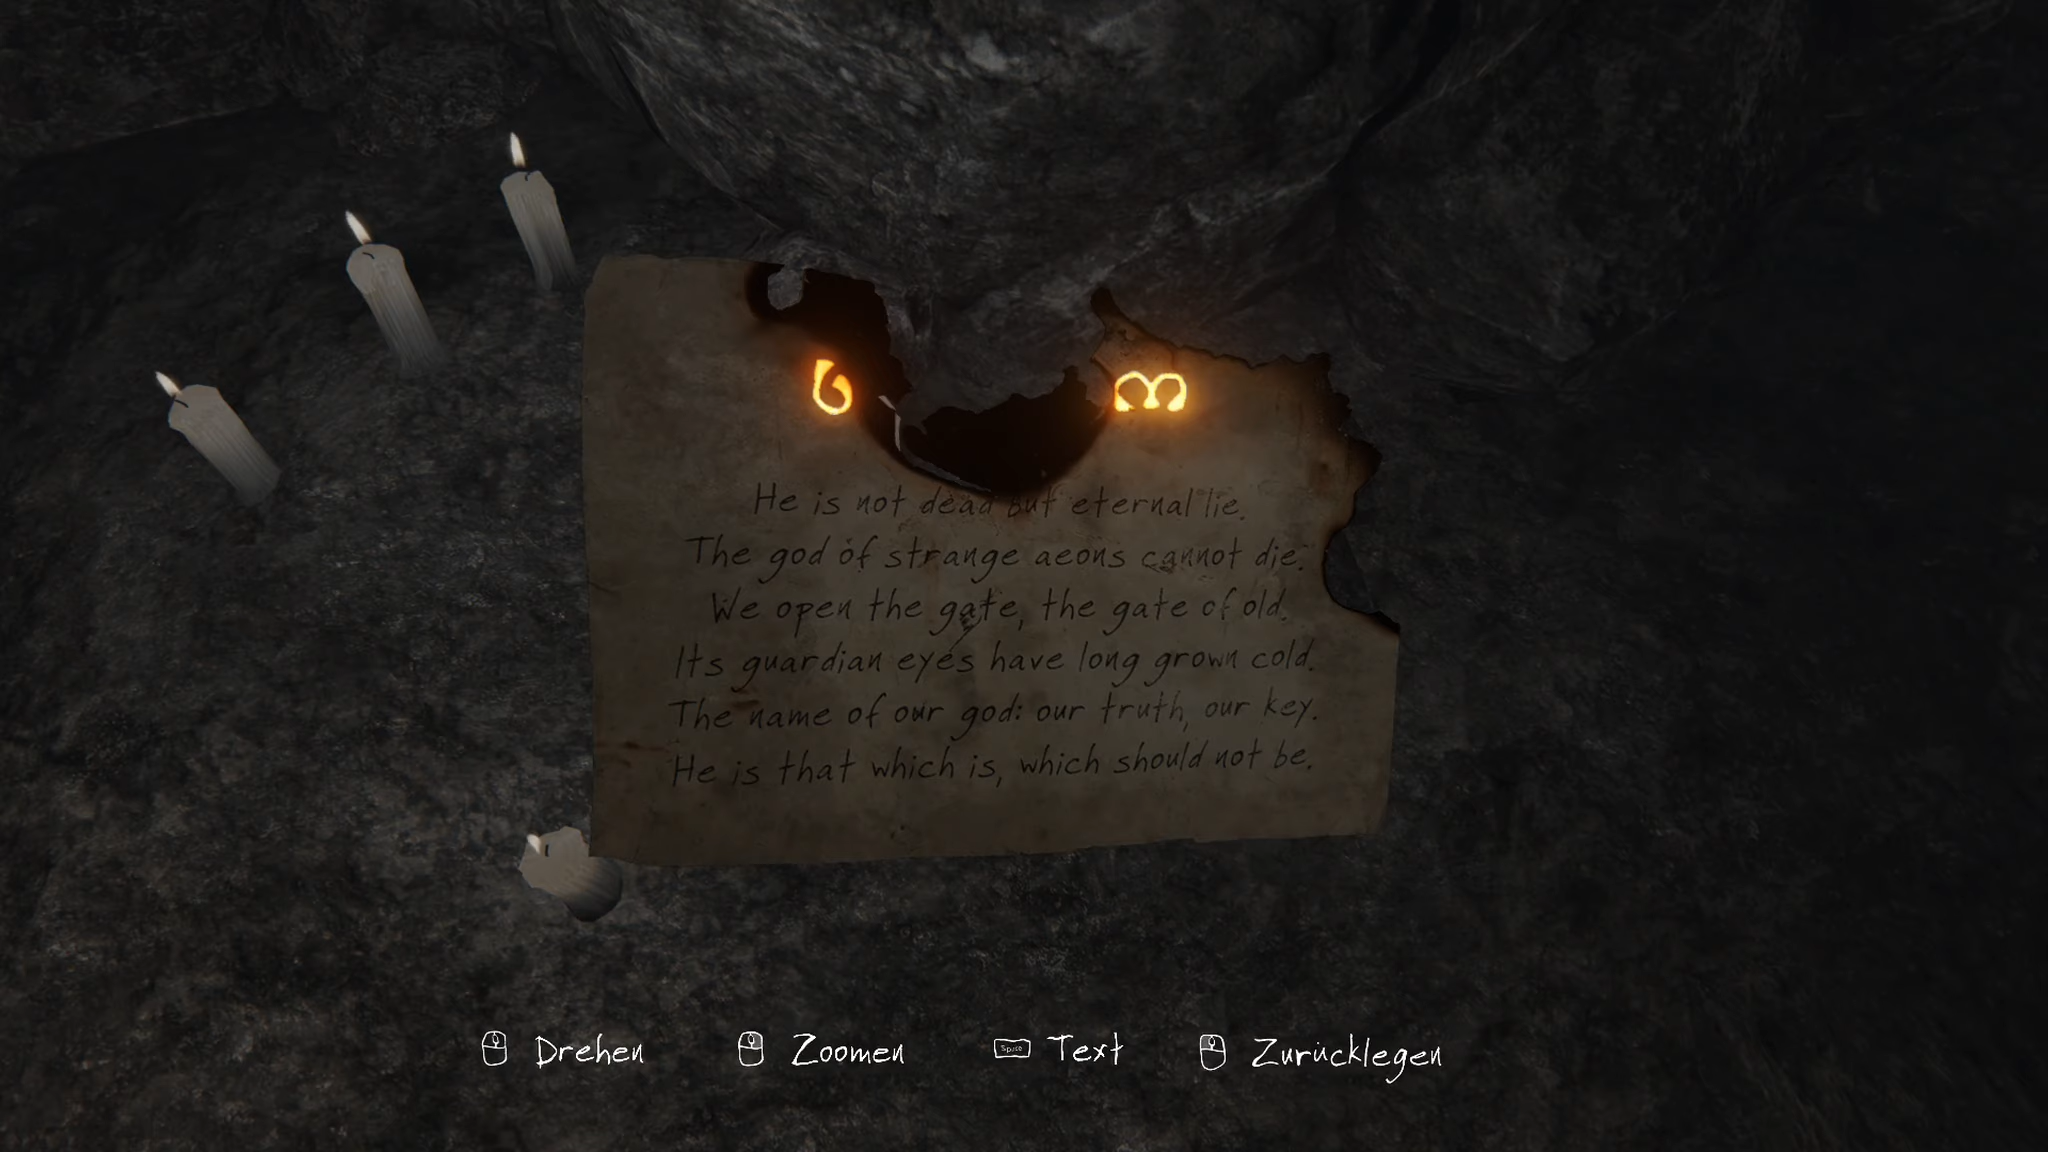 He is not dead but eternal lie.
The god of strange aeons cannot die.
We open the gate, the gate of old.
Its guardian eyes have long grown cold.
The name of our god: our truth, our key.
He is that which is, which should not be.
Drehen Zoomen Space Text Zurücklegen